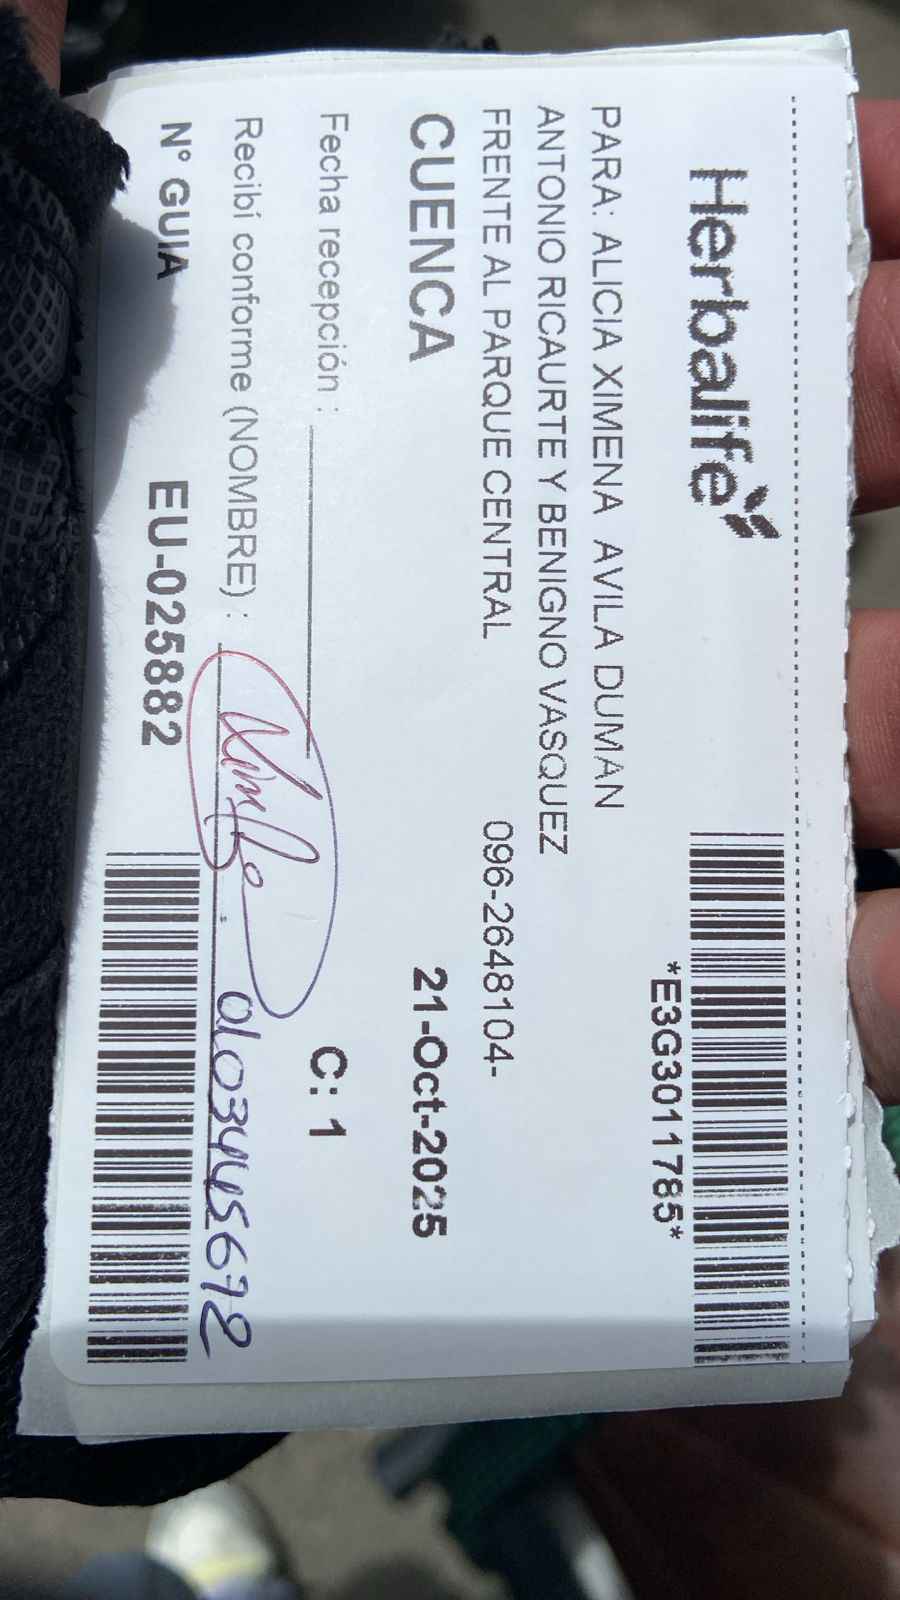 Herbalife
*E3G3011785*
PARA: ALICIA XIMENA AVILA DUMAN
ANTONIO RICAURTE Y BENIGNO VASQUEZ
FRENTE AL PARQUE CENTRAL 096-2648104-
CUENCA 21-Oct-2025
Fecha recepción : C: 1
Recibí conforme (NOMBRE) : 0103445672
N° GUIA EU-025882